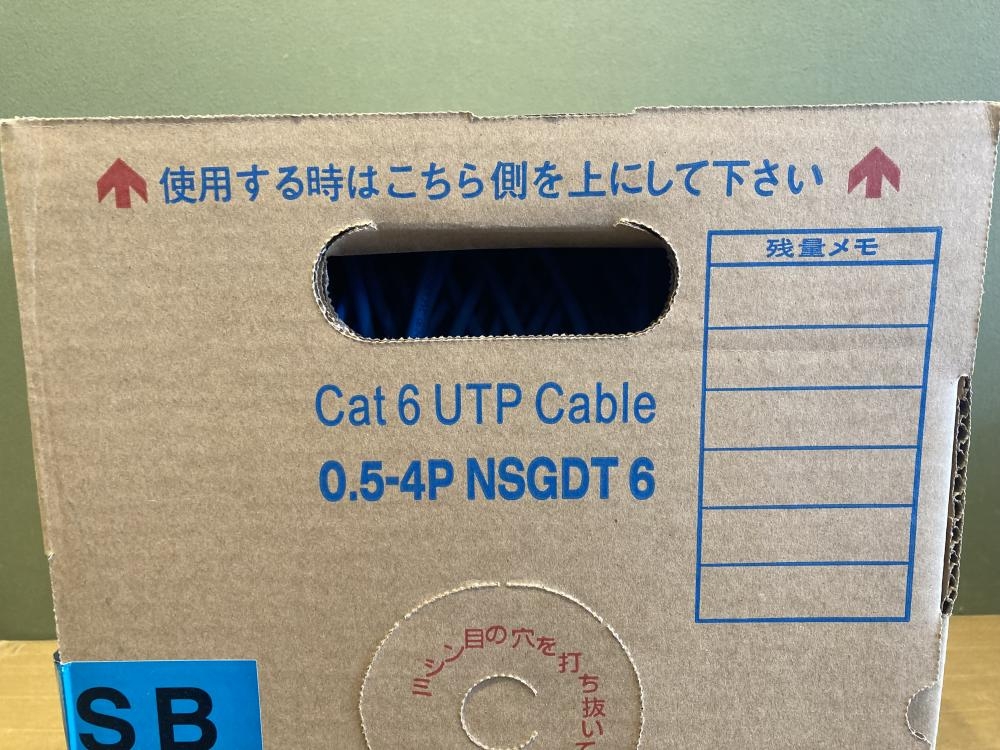 使用する時はこちら側を上にして下さい
残量メモ
Cat 6 UTP Cable
0.5-4P NSGDT 6
ミシン目の穴を打ち抜いて
SB